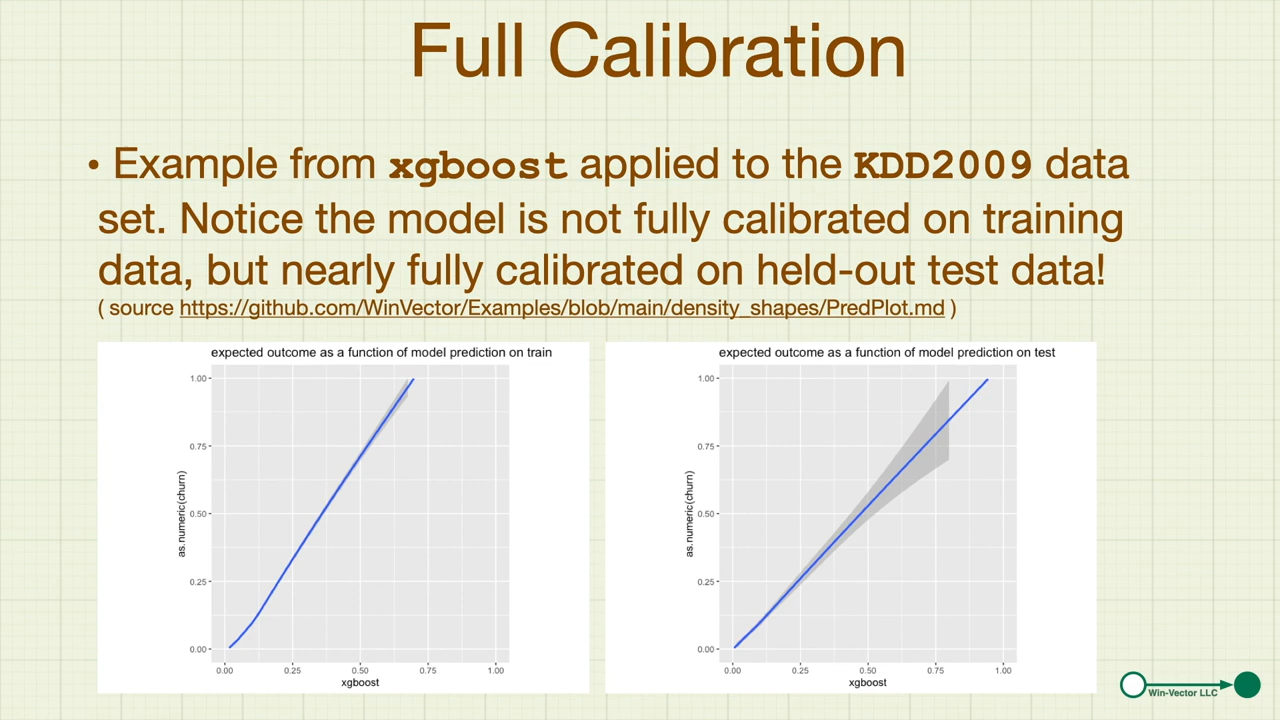 Full Calibration
• Example from xgboost applied to the KDD2009 data
set. Notice the model is not fully calibrated on training
data, but nearly fully calibrated on held-out test data!
( source https://github.com/WinVector/Examples/blob/main/density_shapes/PredPlot.md )
expected outcome as a function of model prediction on train
1.00
0.75
0.50
0.25
0.00
as.numeric(churn)
0.00 0.25 0.50 0.75 1.00
xgboost
expected outcome as a function of model prediction on test
1.00
0.75
0.50
0.25
0.00
as.numeric(churn)
0.00 0.25 0.50 0.75 1.00
xgboost
Win-Vector LLC